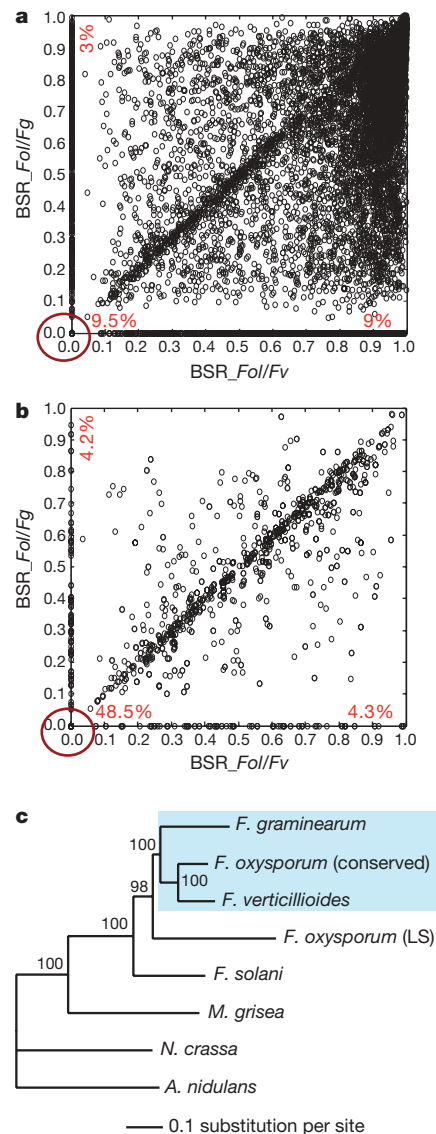 a
1.0
0.9
0.8
0.7
0.6
0.5
0.4
0.3
0.2
0.1
0.0
BSR_Fol/Fg
3%
9.5%
9%
0.0 0.1 0.2 0.3 0.4 0.5 0.6 0.7 0.8 0.9 1.0
BSR_Fol/Fv
b
1.0
0.9
0.8
0.7
0.6
0.5
0.4
0.3
0.2
0.1
0.0
BSR_Fol/Fg
4.2%
48.5%
4.3%
0.0 0.1 0.2 0.3 0.4 0.5 0.6 0.7 0.8 0.9 1.0
BSR_Fol/Fv
c
F. graminearum
100
F. oxysporum (conserved)
100
98
F. verticillioides
F. oxysporum (LS)
100
F. solani
100
M. grisea
N. crassa
A. nidulans
0.1 substitution per site